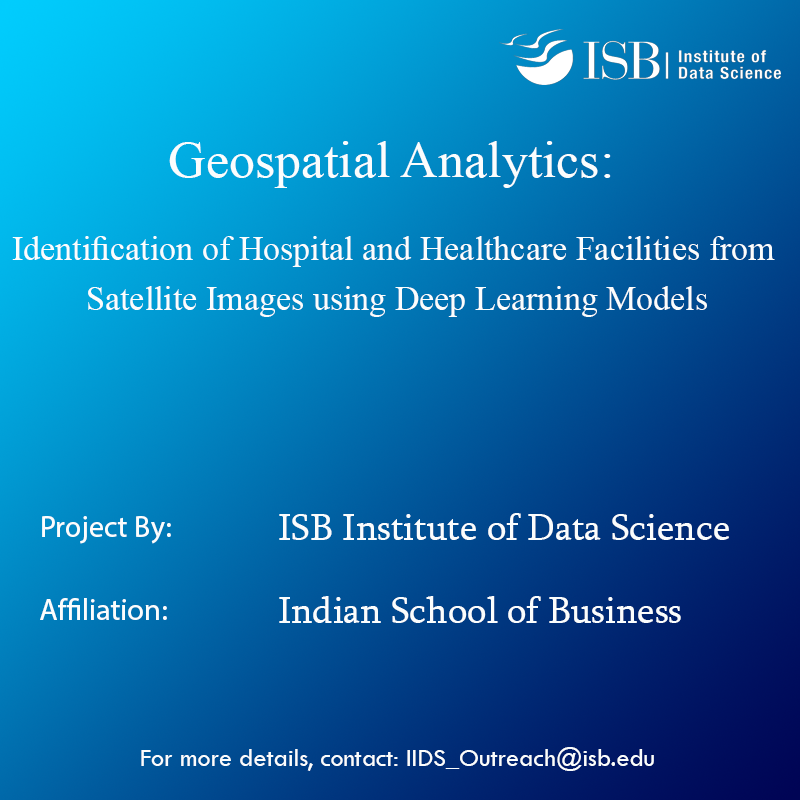 ISB | Institute of
Data Science
Geospatial Analytics:
Identification of Hospital and Healthcare Facilities from
Satellite Images using Deep Learning Models
Project By: ISB Institute of Data Science
Affiliation: Indian School of Business
For more details, contact: IIDS_Outreach@isb.edu